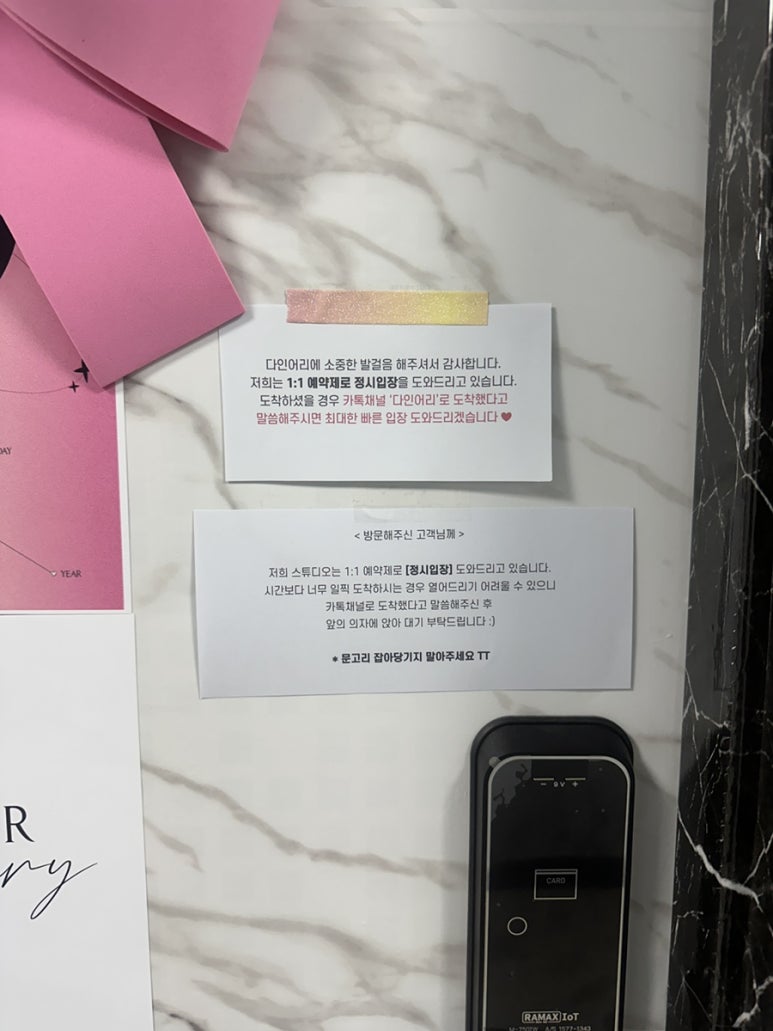 다인어리에 소중한 발걸음 해주셔서 감사합니다.
저희는 1:1 예약제로 정시입장을 도와드리고 있습니다.
도착하셨을 경우 카톡채널 '다인어리'로 도착했다고
말씀해주시면 최대한 빠른 입장 도와드리겠습니다 ♥
< 방문해주신 고객님께 >
저희 스튜디오는 1:1 예약제로 [정시입장] 도와드리고 있습니다.
시간보다 너무 일찍 도착하시는 경우 열어드리기 어려울 수 있으니
카톡채널로 도착했다고 말씀해주신 후
앞의 의자에 앉아 대기 부탁드립니다 :)
* 문고리 잡아당기지 말아주세요 TT
DAY
YEAR
R
ry
- 9V +
CARD
RAMAX IoT
A/S 1577-1343